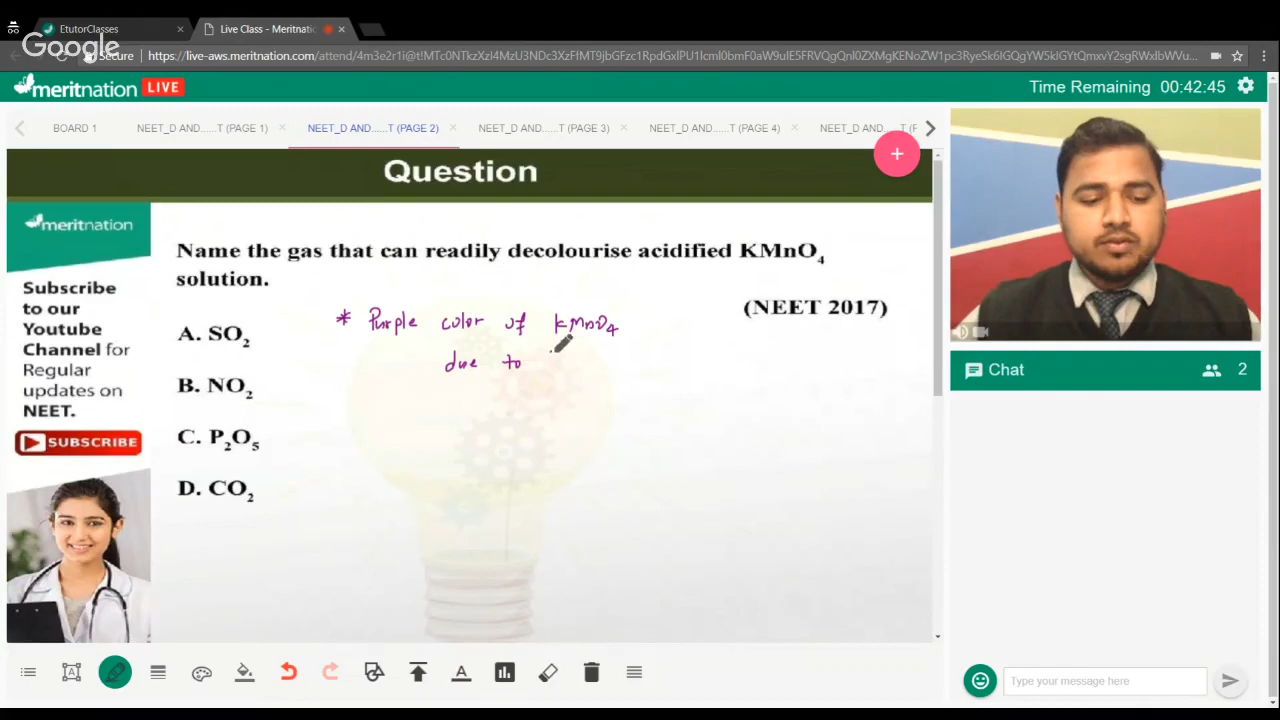 EtutorClasses
Live Class - Meritnatio
Google
Secure
https://live-aws.meritnation.com/attend/
meritnation LIVE
Time Remaining 00:42:45
BOARD 1
NEET_D AND......T (PAGE 1)
NEET_D AND......T (PAGE 2)
NEET_D AND......T (PAGE 3)
NEET_D AND......T (PAGE 4)
NEET_D AND......T (F
Question
meritnation
Subscribe
to our
Youtube
Channel for
Regular
updates on
NEET.
SUBSCRIBE
Name the gas that can readily decolourise acidified KMnO₄
solution.
(NEET 2017)
* Purple color of KMnO₄
due to
A. SO₂
B. NO₂
C. P₂O₅
D. CO₂
Chat
2
Type your message here